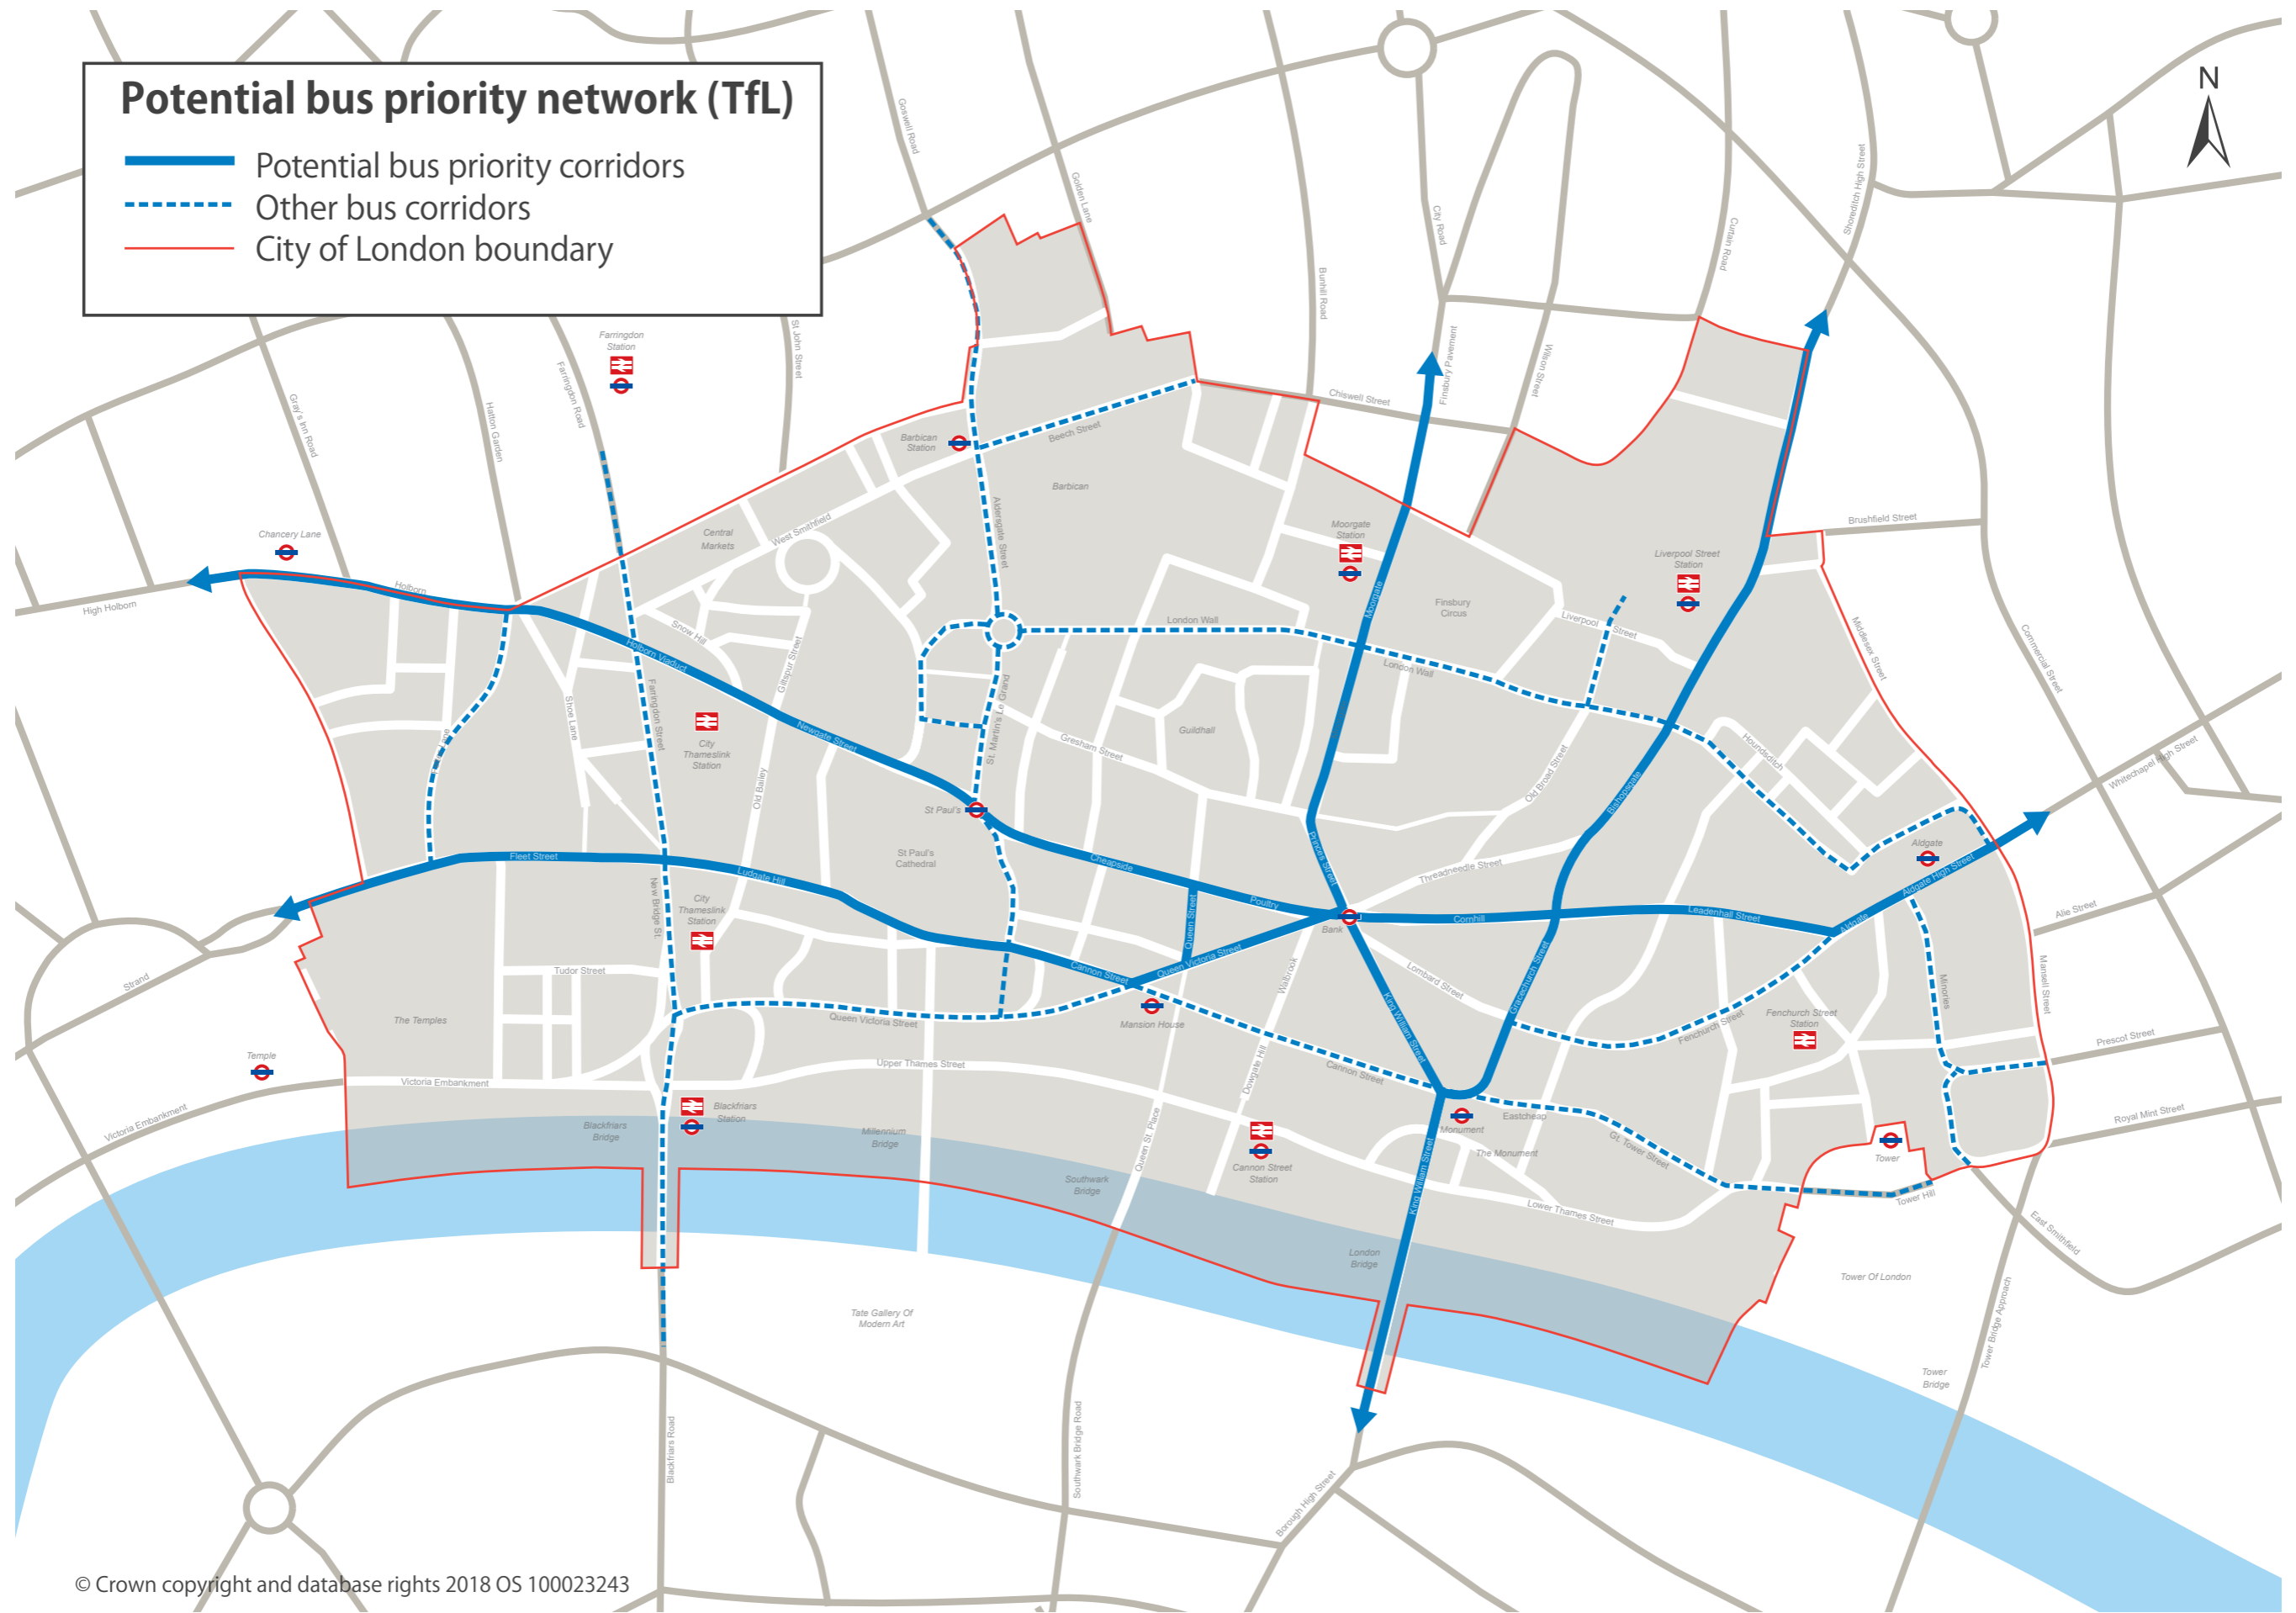 Potential bus priority network (TfL)
Potential bus priority corridors
Other bus corridors
City of London boundary
N
Goswell Road
Golden Lane
Bunhill Road
City Road
Finsbury Pavement
Wilson Street
Curtain Road
Shoreditch High Street
Chiswell Street
St John Street
Farringdon
Station
Farringdon Road
Hatton Garden
Gray's Inn Road
Chancery Lane
High Holborn
Holborn
Barbican
Station
Beech Street
Barbican
Aldersgate Street
Central
Markets
West Smithfield
Snow Hill
Holborn Viaduct
Giltspur Street
Farringdon Street
Shoe Lane
Lane
City
Thameslink
Station
Newgate Street
Old Bailey
St. Martin's Le Grand
London Wall
London Wall
Moorgate
Station
Moorgate
Finsbury
Circus
Liverpool Street
Station
Liverpool Street
Brushfield Street
Middlesex Street
Commercial Street
Whitechapel High Street
Houndsditch
Bishopsgate
Old Broad Street
Guildhall
Gresham Street
St Paul's
St Paul's
Cathedral
Cheapside
Poultry
Princes Street
Threadneedle Street
Bank
Cornhill
Leadenhall Street
Aldgate
Aldgate High Street
Aldgate
Alie Street
Mansell Street
Minories
Prescot Street
Royal Mint Street
Fleet Street
Ludgate Hill
New Bridge St.
City
Thameslink
Station
Tudor Street
The Temples
Temple
Strand
Victoria Embankment
Victoria Embankment
Queen Victoria Street
Upper Thames Street
Cannon Street
Queen Victoria Street
Queen Street
Mansion House
Walbrook
Lombard Street
King William Street
Gracechurch Street
Fenchurch Street
Fenchurch Street
Station
Cannon Street
Dowgate Hill
Queen St. Place
Cannon Street
Station
Monument
Eastcheap
The Monument
Gt. Tower Street
King William Street
Lower Thames Street
Tower
Tower Hill
East Smithfield
Blackfriars
Station
Blackfriars
Bridge
Millennium
Bridge
Southwark
Bridge
London
Bridge
Tower Of London
Tower Bridge Approach
Tower
Bridge
Tate Gallery Of
Modern Art
Blackfriars Road
Southwark Bridge Road
Borough High Street
© Crown copyright and database rights 2018 OS 100023243